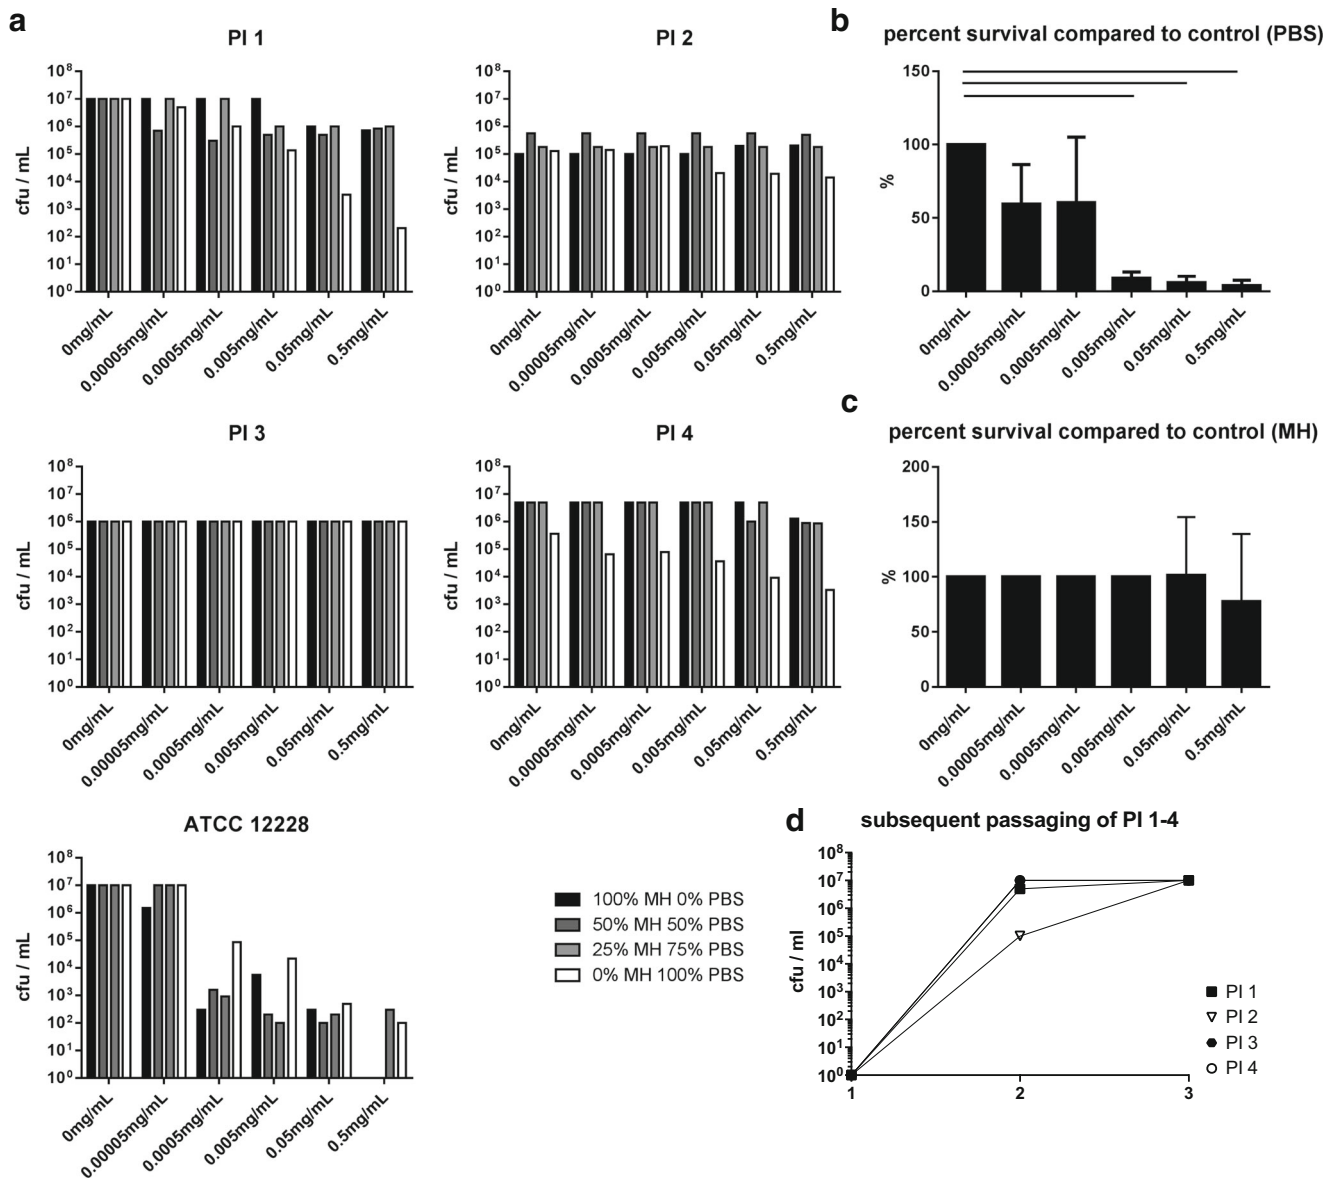 a
PI 1
cfu / mL
10⁸
10⁷
10⁶
10⁵
10⁴
10³
10²
10¹
10⁰
0mg/mL
0.00005mg/mL
0.0005mg/mL
0.005mg/mL
0.05mg/mL
0.5mg/mL
PI 2
cfu / mL
10⁸
10⁷
10⁶
10⁵
10⁴
10³
10²
10¹
10⁰
0mg/mL
0.00005mg/mL
0.0005mg/mL
0.005mg/mL
0.05mg/mL
0.5mg/mL
b
percent survival compared to control (PBS)
%
150
100
50
0
0mg/mL
0.00005mg/mL
0.0005mg/mL
0.005mg/mL
0.05mg/mL
0.5mg/mL
PI 3
cfu / mL
10⁸
10⁷
10⁶
10⁵
10⁴
10³
10²
10¹
10⁰
0mg/mL
0.00005mg/mL
0.0005mg/mL
0.005mg/mL
0.05mg/mL
0.5mg/mL
PI 4
cfu / mL
10⁸
10⁷
10⁶
10⁵
10⁴
10³
10²
10¹
10⁰
0mg/mL
0.00005mg/mL
0.0005mg/mL
0.005mg/mL
0.05mg/mL
0.5mg/mL
c
percent survival compared to control (MH)
%
200
150
100
50
0
0mg/mL
0.00005mg/mL
0.0005mg/mL
0.005mg/mL
0.05mg/mL
0.5mg/mL
ATCC 12228
cfu / mL
10⁸
10⁷
10⁶
10⁵
10⁴
10³
10²
10¹
10⁰
0mg/mL
0.00005mg/mL
0.0005mg/mL
0.005mg/mL
0.05mg/mL
0.5mg/mL
100% MH 0% PBS
50% MH 50% PBS
25% MH 75% PBS
0% MH 100% PBS
d
subsequent passaging of PI 1-4
cfu / ml
10⁸
10⁷
10⁶
10⁵
10⁴
10³
10²
10¹
10⁰
1
2
3
PI 1
PI 2
PI 3
PI 4